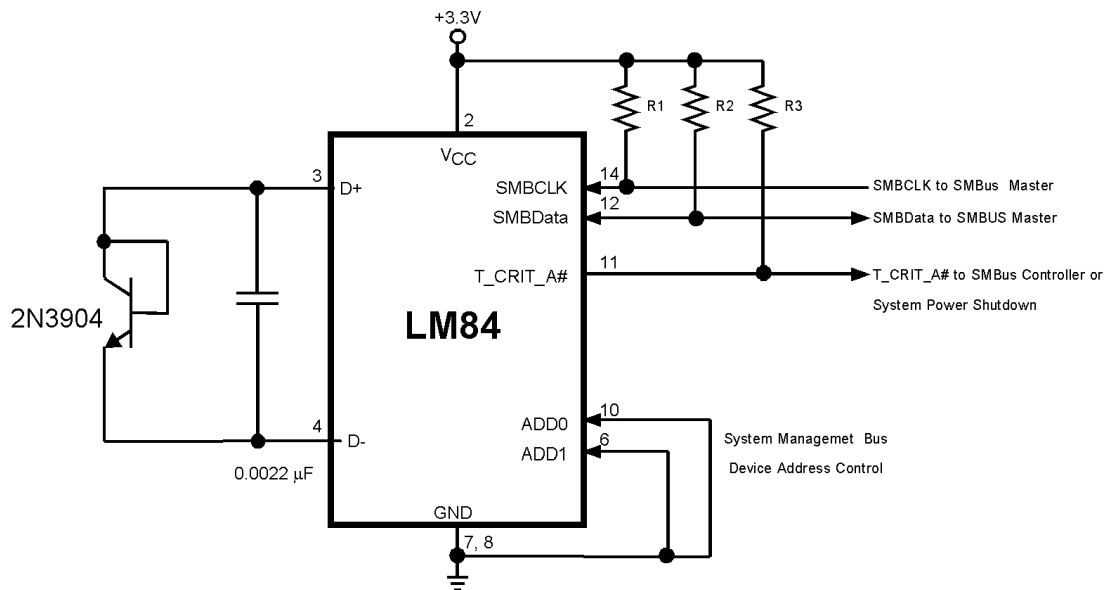 +3.3V
R1
R2
R3
2
VCC
3
D+
SMBCLK
14
SMBCLK to SMBus Master
SMBData
12
SMBData to SMBUS Master
T_CRIT_A#
11
T_CRIT_A# to SMBus Controller or
System Power Shutdown
2N3904
LM84
4
D-
0.0022 μF
ADD0
10
ADD1
6
System Managemet Bus
Device Address Control
GND
7, 8